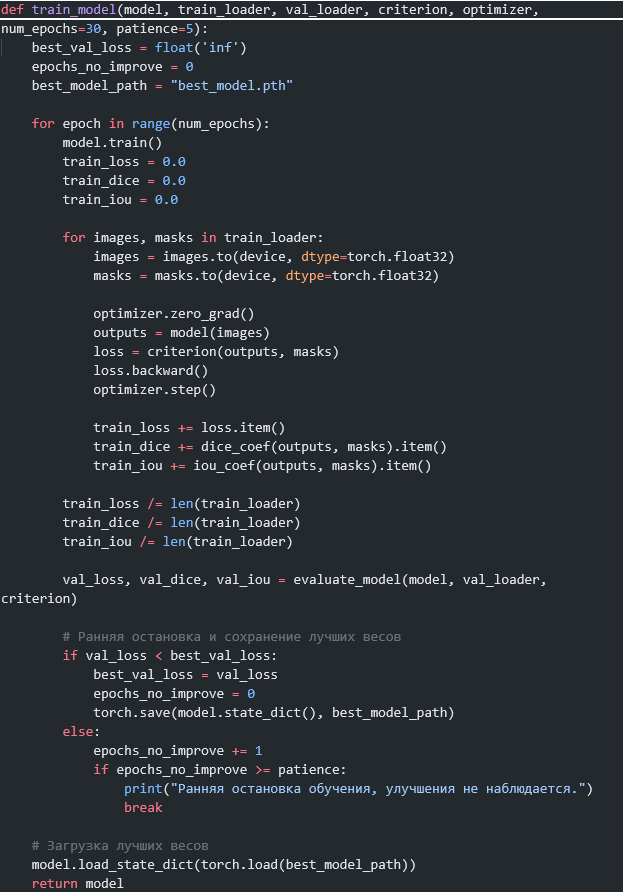 def train_model(model, train_loader, val_loader, criterion, optimizer,
num_epochs=30, patience=5):
    best_val_loss = float('inf')
    epochs_no_improve = 0
    best_model_path = "best_model.pth"

    for epoch in range(num_epochs):
        model.train()
        train_loss = 0.0
        train_dice = 0.0
        train_iou = 0.0

        for images, masks in train_loader:
            images = images.to(device, dtype=torch.float32)
            masks = masks.to(device, dtype=torch.float32)

            optimizer.zero_grad()
            outputs = model(images)
            loss = criterion(outputs, masks)
            loss.backward()
            optimizer.step()

            train_loss += loss.item()
            train_dice += dice_coef(outputs, masks).item()
            train_iou += iou_coef(outputs, masks).item()

        train_loss /= len(train_loader)
        train_dice /= len(train_loader)
        train_iou /= len(train_loader)

        val_loss, val_dice, val_iou = evaluate_model(model, val_loader,
criterion)

        # Ранняя остановка и сохранение лучших весов
        if val_loss < best_val_loss:
            best_val_loss = val_loss
            epochs_no_improve = 0
            torch.save(model.state_dict(), best_model_path)
        else:
            epochs_no_improve += 1
            if epochs_no_improve >= patience:
                print("Ранняя остановка обучения, улучшения не наблюдается.")
                break

    # Загрузка лучших весов
    model.load_state_dict(torch.load(best_model_path))
    return model